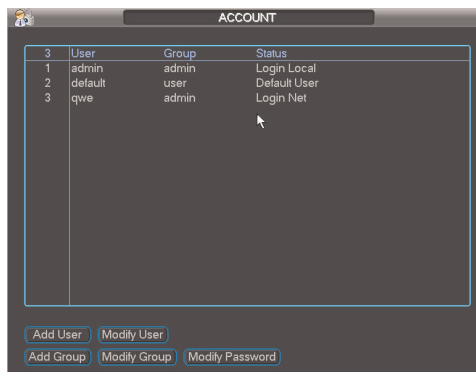 ACCOUNT
3 User Group Status
1 admin admin Login Local
2 default user Default User
3 qwe admin Login Net
Add User Modify User
Add Group Modify Group Modify Password